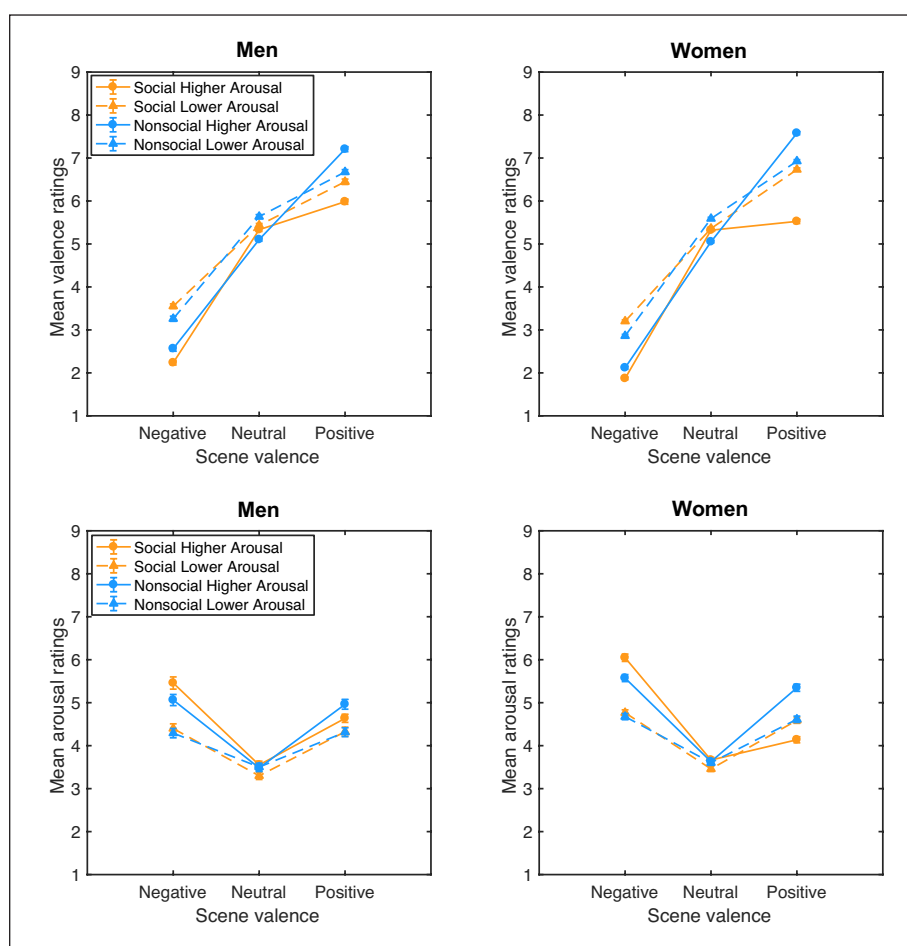 Men
Women
9
8
7
6
5
4
3
2
1
Mean valence ratings
Social Higher Arousal
Social Lower Arousal
Nonsocial Higher Arousal
Nonsocial Lower Arousal
Negative Neutral Positive
Scene valence
9
8
7
6
5
4
3
2
1
Mean valence ratings
Negative Neutral Positive
Scene valence
Men
Women
9
8
7
6
5
4
3
2
1
Mean arousal ratings
Social Higher Arousal
Social Lower Arousal
Nonsocial Higher Arousal
Nonsocial Lower Arousal
Negative Neutral Positive
Scene valence
9
8
7
6
5
4
3
2
1
Mean arousal ratings
Negative Neutral Positive
Scene valence